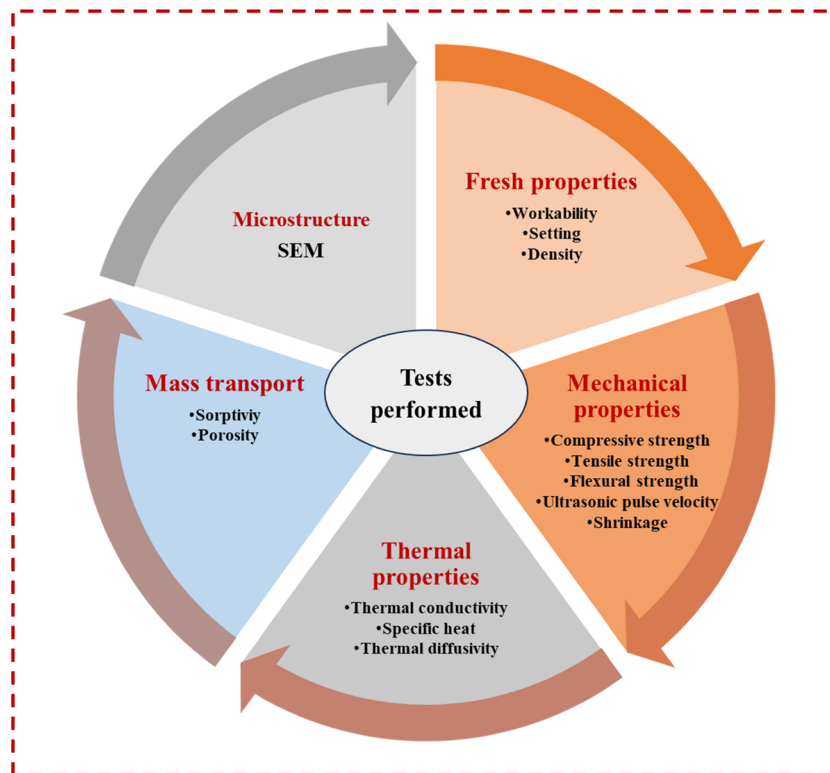 Fresh properties
•Workability
•Setting
•Density
Mechanical
properties
•Compressive strength
•Tensile strength
•Flexural strength
•Ultrasonic pulse velocity
•Shrinkage
Thermal
properties
•Thermal conductivity
•Specific heat
•Thermal diffusivity
Mass transport
•Sorptiviy
•Porosity
Microstructure
SEM
Tests
performed